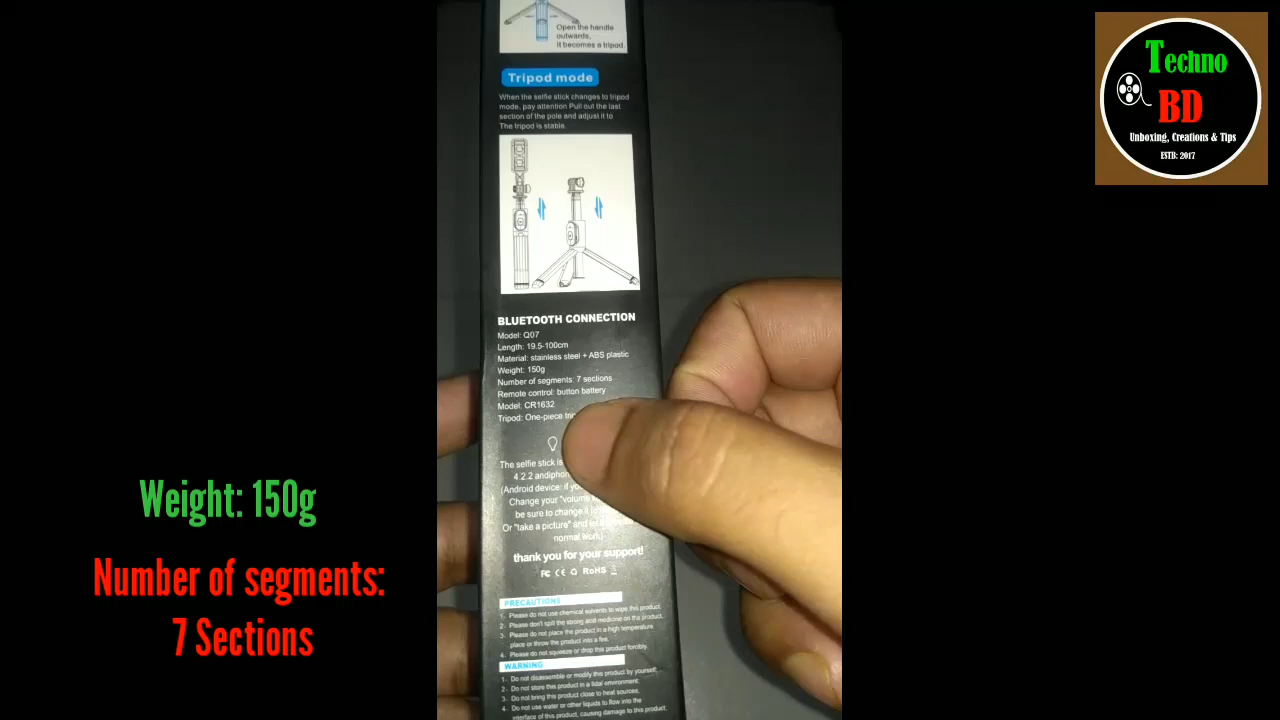 Open the handle
outwards,
It becomes a tripod.
Tripod mode
When the selfie stick changes to tripod
mode, pay attention Pull out the last
section of the pole and adjust it to
The tripod is stable.
BLUETOOTH CONNECTION
Model: Q07
Length: 19.5-100cm
Material: stainless steel + ABS plastic
Weight: 150g
Number of segments: 7 sections
Remote control: button battery
Model: CR1632
Tripod: One-piece
The selfie stick is
4.2.2 andiphon
(Android device: if yo
Change your "volume
be sure to change it
Or "take a picture" and
normal work)
thank you for your support!
FC CE RoHS
PRECAUTIONS
1. Please do not use chemical sulvents to wipe this product.
2. Please don't spill the strong acid medicine on the product.
3. Please do not place the product in a high temperature
place or throw the product into a fire.
4. Please do not squeeze or drop this product forcibly.
WARNING
1. Do not disassemble or modify this product by yourself;
2. Do not store this product in a tidal environment;
3. Do not bring this product close to heat sources,
4. Do not use water or other liquids to flow into the
interface of this product, causing damage to this product,
Weight: 150g
Number of segments:
7 Sections
Techno
BD
Unboxing, Creations & Tips
ESTD: 2017